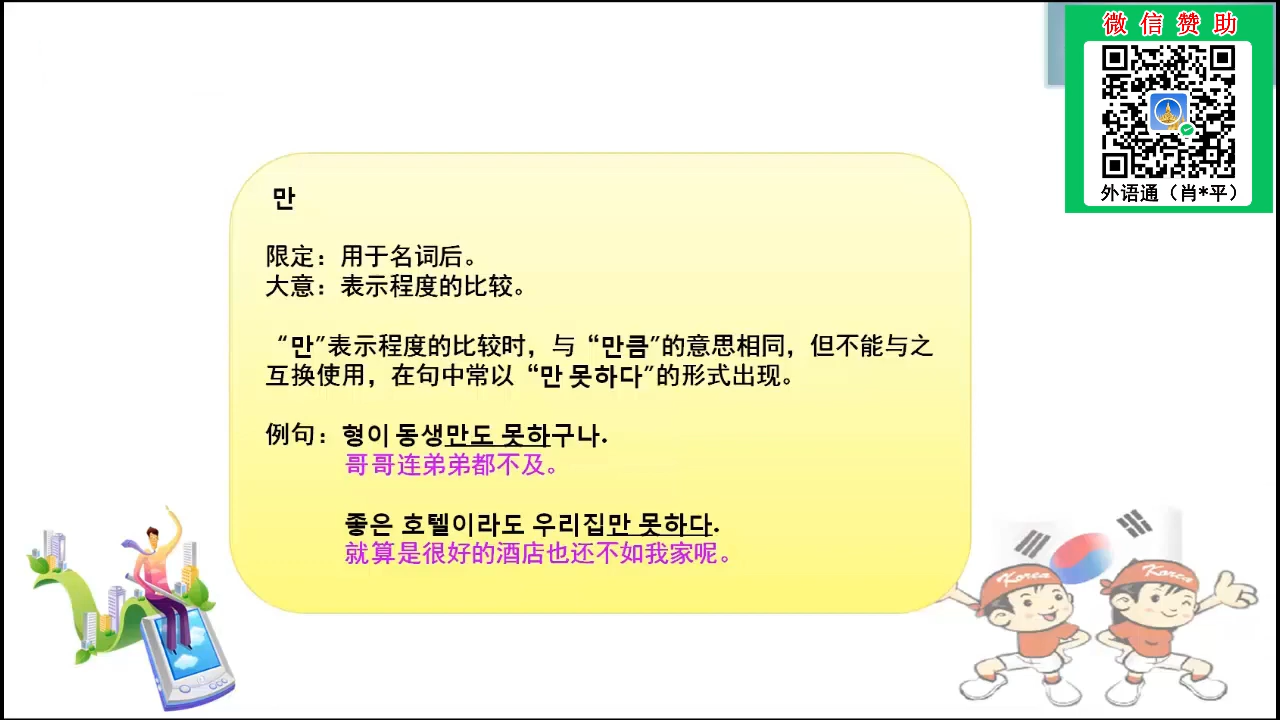 微信赞助
外语通（肖*平）
만
限定：用于名词后。
大意：表示程度的比较。
“만”表示程度的比较时，与“만큼”的意思相同，但不能与之
互换使用，在句中常以“만 못하다”的形式出现。
例句：형이 동생만도 못하구나.
哥哥连弟弟都不及。
좋은 호텔이라도 우리집만 못하다.
就算是很好的酒店也还不如我家呢。
Korea
Korea